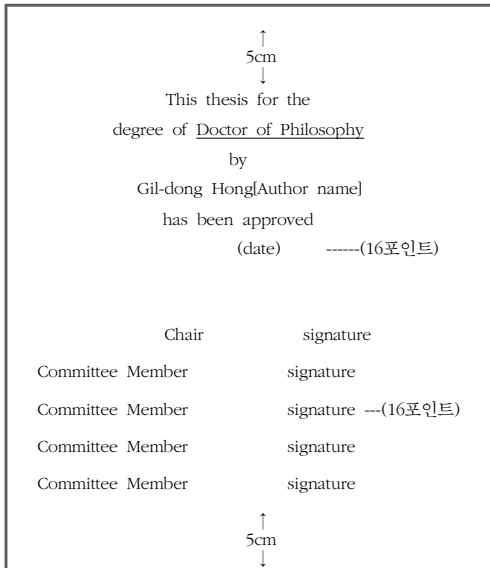 ↑
5cm
↓
This thesis for the
degree of Doctor of Philosophy
by
Gil-dong Hong[Author name]
has been approved
(date) ------(16포인트)
Chair signature
Committee Member signature
Committee Member signature ---(16포인트)
Committee Member signature
Committee Member signature
↑
5cm
↓